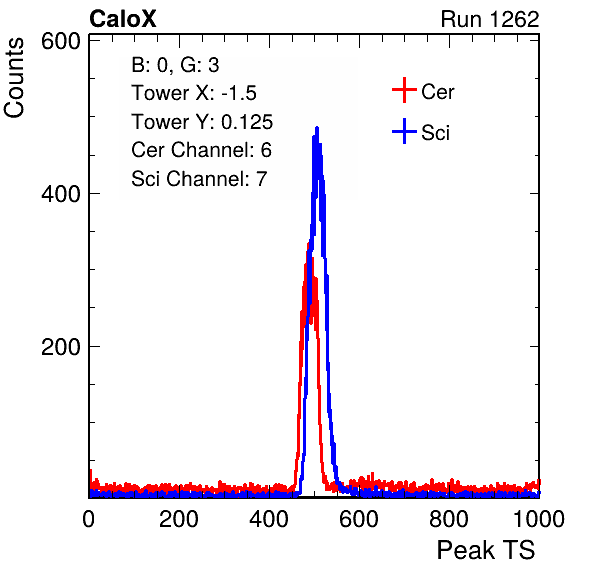 CaloX Run 1262
Counts
600
400
200
B: 0, G: 3
Tower X: -1.5
Tower Y: 0.125
Cer Channel: 6
Sci Channel: 7
Cer
Sci
0 200 400 600 800 1000
Peak TS